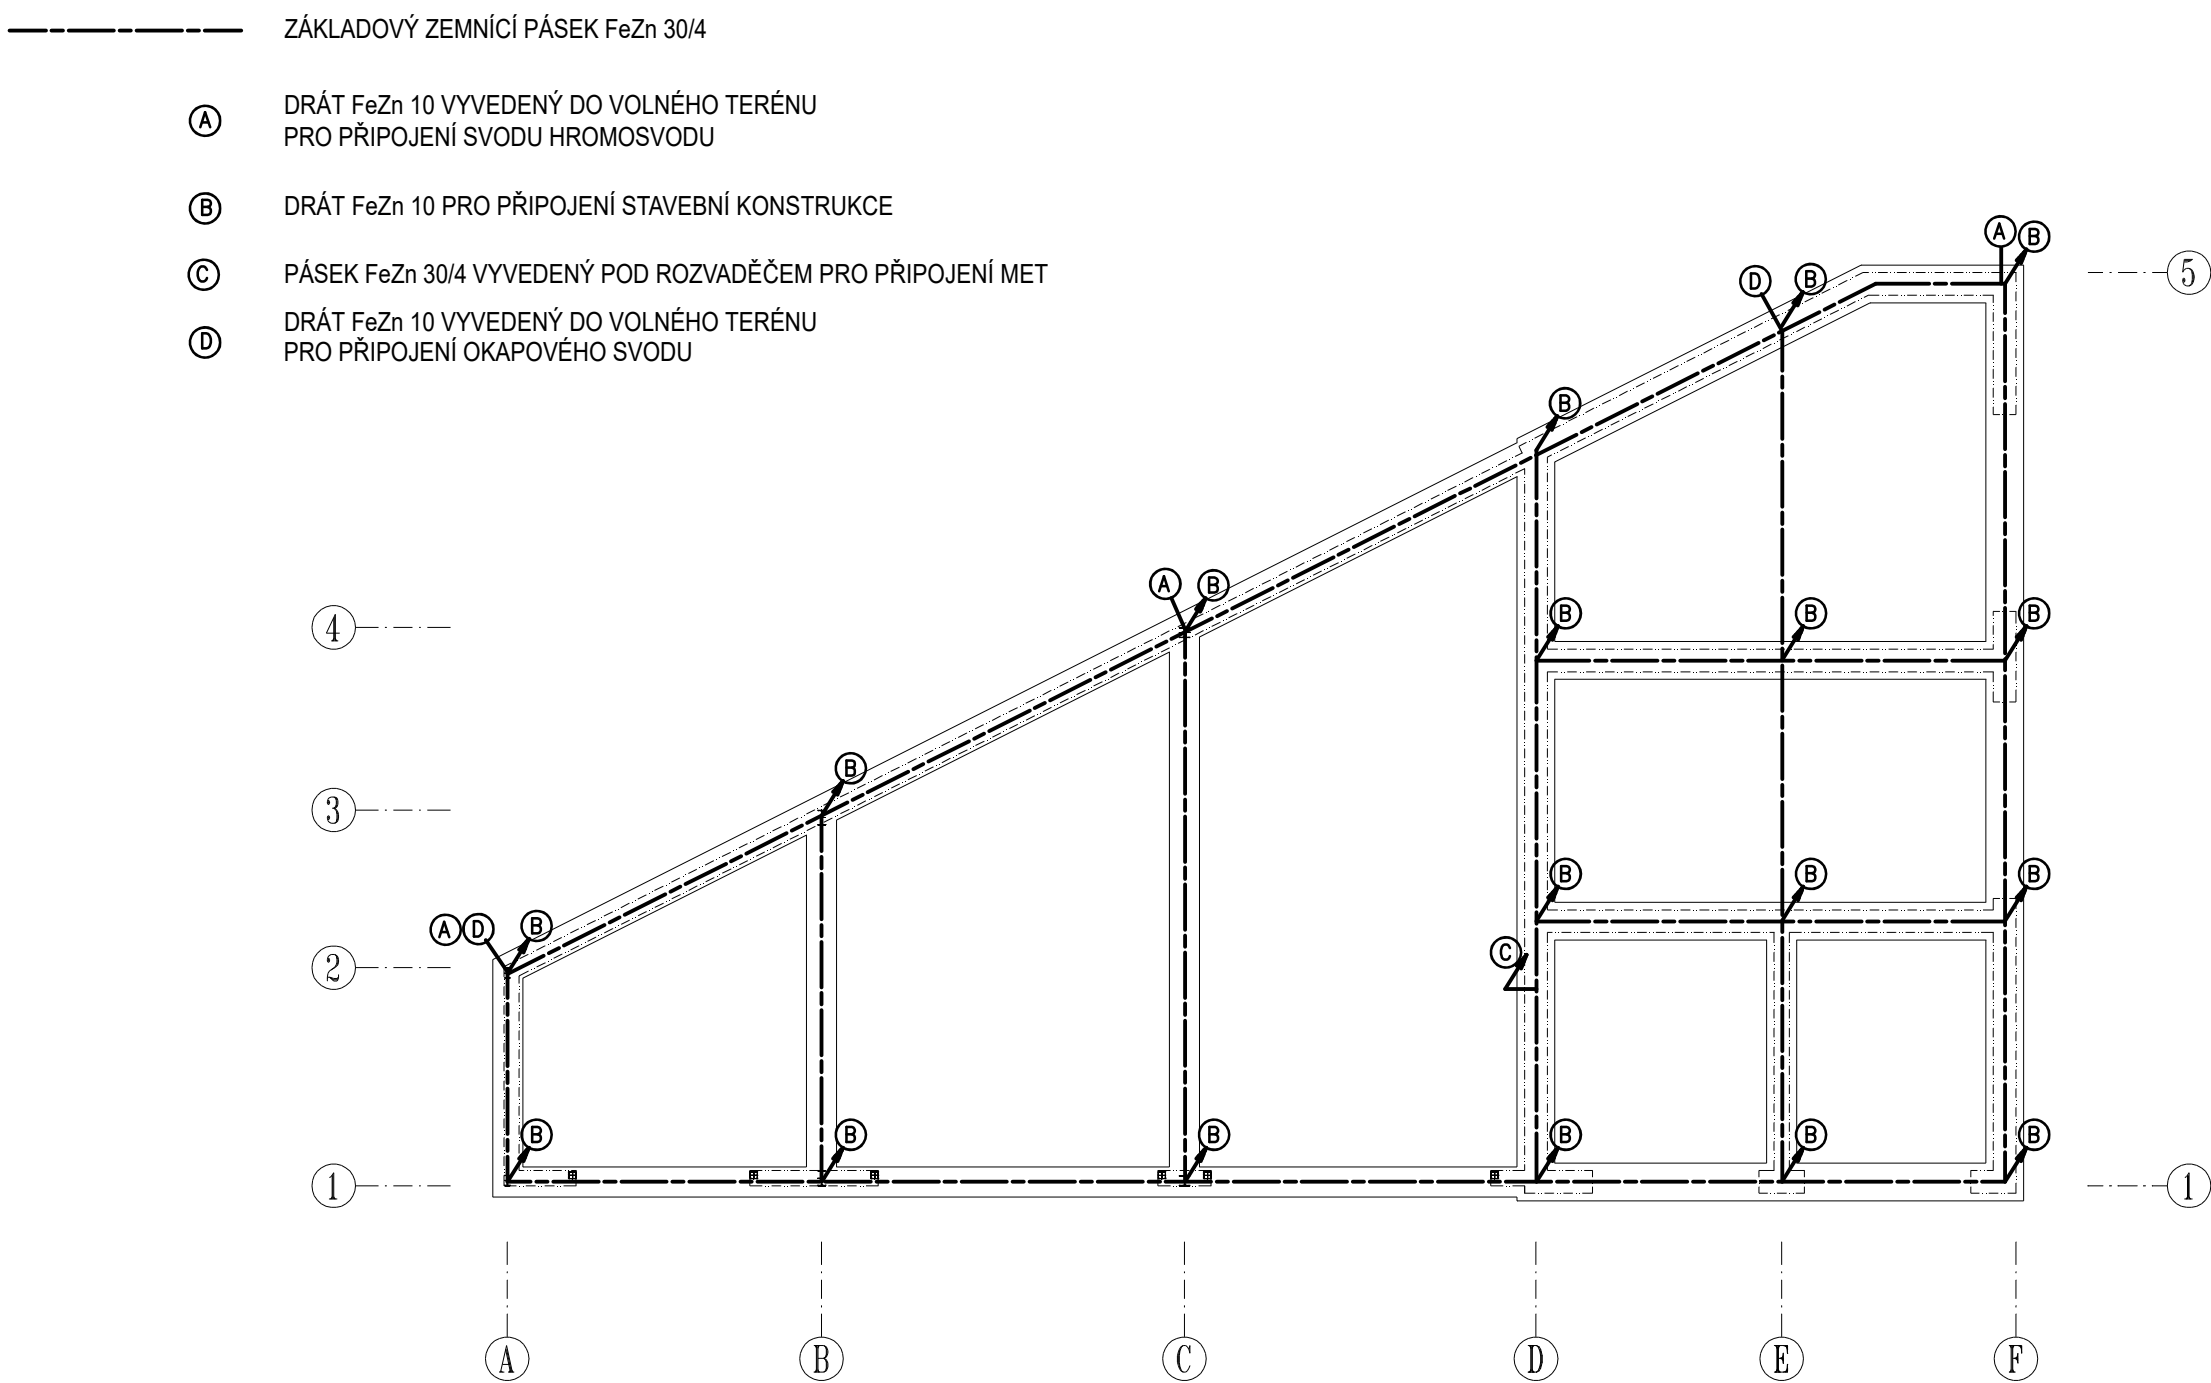 ZÁKLADOVÝ ZEMNÍCÍ PÁSEK FeZn 30/4
A DRÁT FeZn 10 VYVEDENÝ DO VOLNÉHO TERÉNU
PRO PŘIPOJENÍ SVODU HROMOSVODU
B DRÁT FeZn 10 PRO PŘIPOJENÍ STAVEBNÍ KONSTRUKCE
C PÁSEK FeZn 30/4 VYVEDENÝ POD ROZVADĚČEM PRO PŘIPOJENÍ MET
D DRÁT FeZn 10 VYVEDENÝ DO VOLNÉHO TERÉNU
PRO PŘIPOJENÍ OKAPOVÉHO SVODU
A B
D B 5
B
A B
4 B B B
B
3
B B B
A D B
C
2
B B B B B B
1 1
A B C D E F